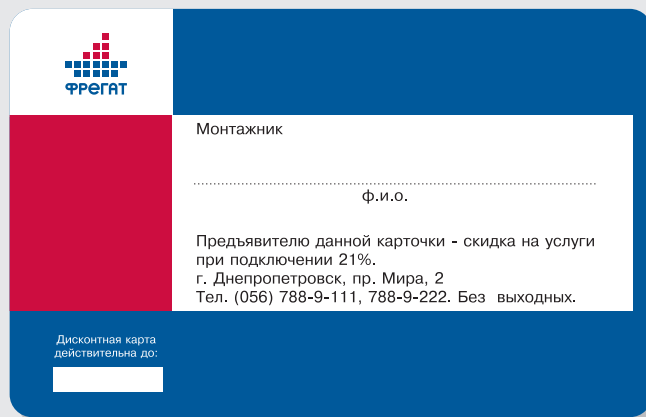 ФРЕГАТ
Монтажник
ф.и.о.
Предъявителю данной карточки - скидка на услуги
при подключении 21%.
г. Днепропетровск, пр. Мира, 2
Тел. (056) 788-9-111, 788-9-222. Без выходных.
Дисконтная карта
действительна до: